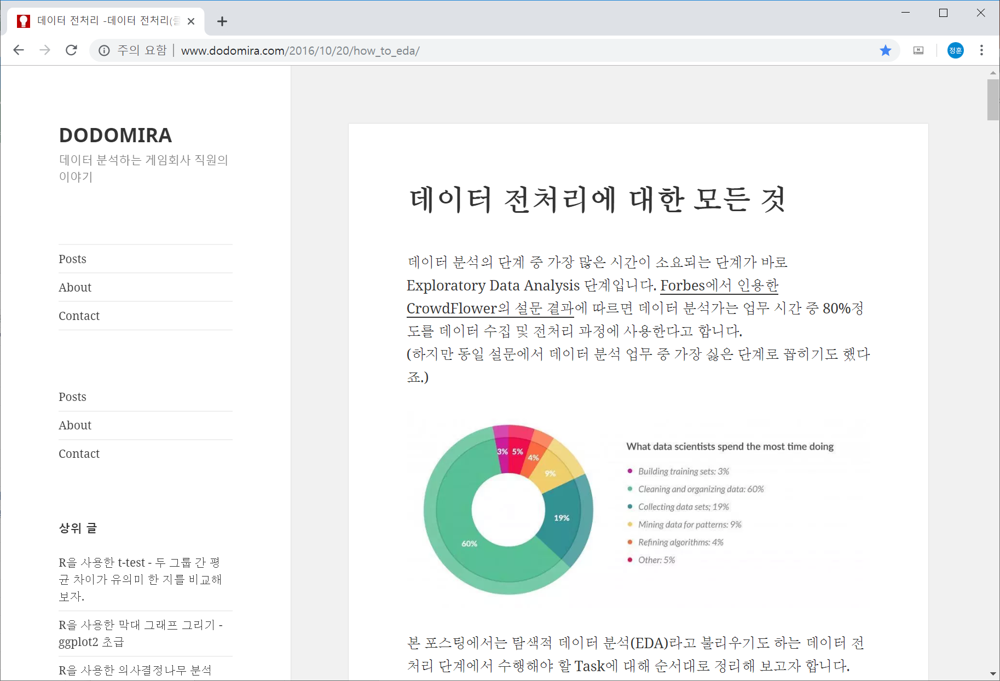 데이터 전처리 -데이터 전처리(
주의 요함
www.dodomira.com/2016/10/20/how_to_eda/
정훈
DODOMIRA
데이터 분석하는 게임회사 직원의
이야기
Posts
About
Contact
Posts
About
Contact
상위 글
R을 사용한 t-test - 두 그룹 간 평
균 차이가 유의미 한 지를 비교해
보자.
R을 사용한 막대 그래프 그리기 -
ggplot2 초급
R을 사용한 의사결정나무 분석
데이터 전처리에 대한 모든 것
데이터 분석의 단계 중 가장 많은 시간이 소요되는 단계가 바로
Exploratory Data Analysis 단계입니다. Forbes에서 인용한
CrowdFlower의 설문 결과에 따르면 데이터 분석가는 업무 시간 중 80%정
도를 데이터 수집 및 전처리 과정에 사용한다고 합니다.
(하지만 동일 설문에서 데이터 분석 업무 중 가장 싫은 단계로 꼽히기도 했다
죠.)
3%
5%
4%
9%
19%
60%
What data scientists spend the most time doing
Building training sets: 3%
Cleaning and organizing data: 60%
Collecting data sets; 19%
Mining data for patterns: 9%
Refining algorithms: 4%
Other: 5%
본 포스팅에서는 탐색적 데이터 분석(EDA)라고 불리우기도 하는 데이터 전
처리 단계에서 수행해야 할 Task에 대해 순서대로 정리해 보고자 합니다.